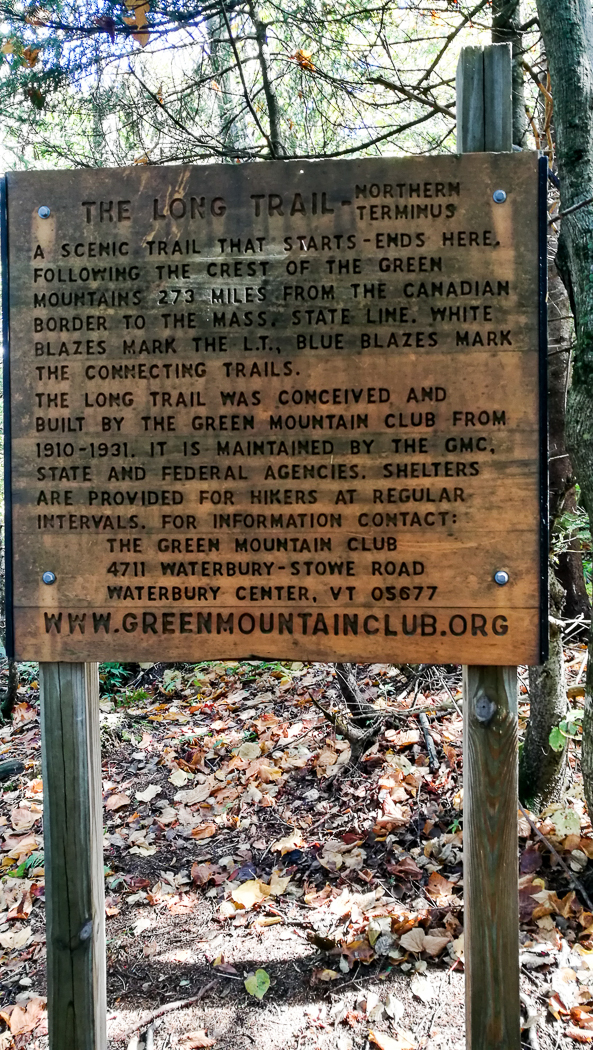 THE LONG TRAIL-NORTHERN TERMINUS
A SCENIC TRAIL THAT STARTS-ENDS HERE,
FOLLOWING THE CREST OF THE GREEN
MOUNTAINS 273 MILES FROM THE CANADIAN
BORDER TO THE MASS. STATE LINE. WHITE
BLAZES MARK THE L.T., BLUE BLAZES MARK
THE CONNECTING TRAILS.
THE LONG TRAIL WAS CONCEIVED AND
BUILT BY THE GREEN MOUNTAIN CLUB FROM
1910-1931. IT IS MAINTAINED BY THE GMC,
STATE AND FEDERAL AGENCIES. SHELTERS
ARE PROVIDED FOR HIKERS AT REGULAR
INTERVALS. FOR INFORMATION CONTACT:
THE GREEN MOUNTAIN CLUB
4711 WATERBURY-STOWE ROAD
WATERBURY CENTER, VT 05677
WWW.GREENMOUNTAINCLUB.ORG